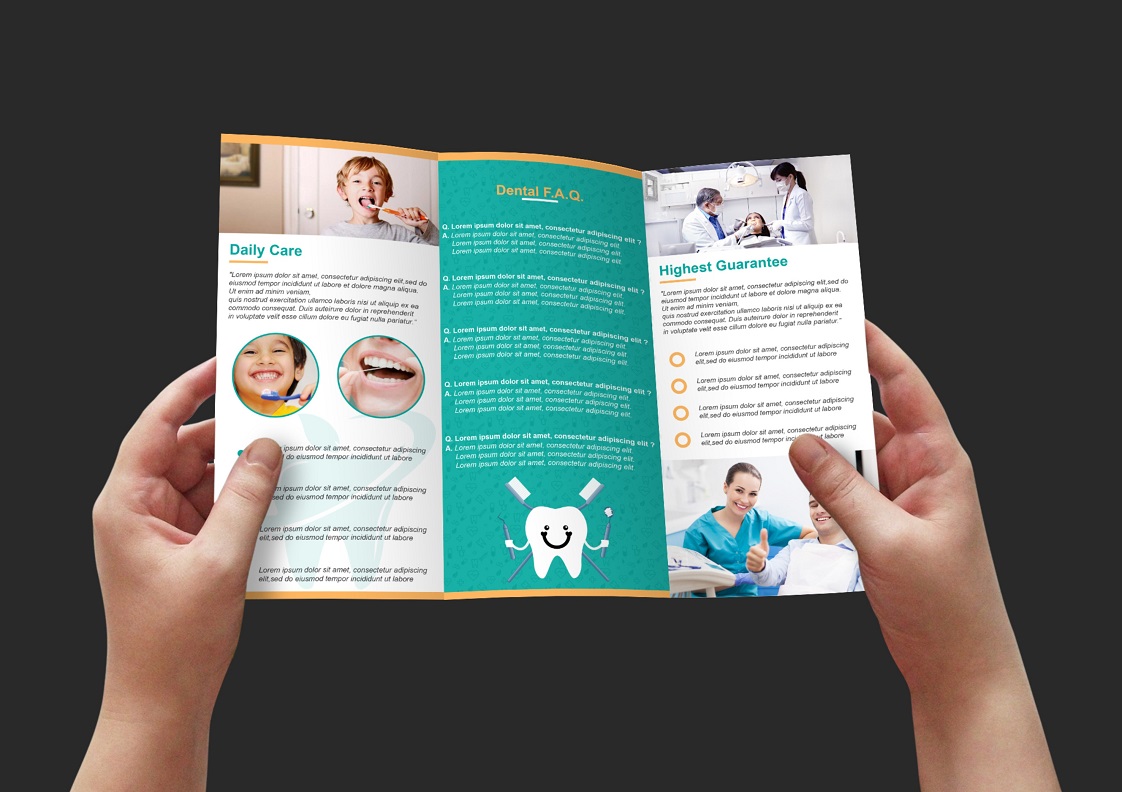 Daily Care
"Lorem ipsum dolor sit amet, consectetur adipiscing elit,sed do
eiusmod tempor incididunt ut labore et dolore magna aliqua.
Ut enim ad minim veniam,
quis nostrud exercitation ullamco laboris nisi ut aliquip ex ea
commodo consequat. Duis auteirure dolor in reprehenderit
in voluptate velit esse cillum dolore eu fugiat nulla pariatur."
ipsum dolor sit amet, consectetur adipiscing
do eiusmod tempor incididunt ut labore
ipsum dolor sit amet, consectetur adipiscing
do eiusmod tempor incididunt ut labore
Lorem ipsum dolor sit amet, consectetur adipiscing
elit,sed do eiusmod tempor incididunt ut labore
Lorem ipsum dolor sit amet, consectetur adipiscing
elit,sed do eiusmod tempor incididunt ut labore
Dental F.A.Q.
Q. Lorem ipsum dolor sit amet, consectetur adipiscing elit ?
A. Lorem ipsum dolor sit amet, consectetur adipiscing elit
Lorem ipsum dolor sit amet, consectetur adipiscing elit.
Lorem ipsum dolor sit amet, consectetur adipiscing elit.
Q. Lorem ipsum dolor sit amet, consectetur adipiscing elit ?
A. Lorem ipsum dolor sit amet, consectetur adipiscing elit.
Lorem ipsum dolor sit amet, consectetur adipiscing elit.
Lorem ipsum dolor sit amet, consectetur adipiscing elit.
Q. Lorem ipsum dolor sit amet, consectetur adipiscing elit ?
A. Lorem ipsum dolor sit amet, consectetur adipiscing elit.
Lorem ipsum dolor sit amet, consectetur adipiscing elit.
Lorem ipsum dolor sit amet, consectetur adipiscing elit.
Q. Lorem ipsum dolor sit amet, consectetur adipiscing elit ?
A. Lorem ipsum dolor sit amet, consectetur adipiscing elit.
Lorem ipsum dolor sit amet, consectetur adipiscing elit.
Lorem ipsum dolor sit amet, consectetur adipiscing elit.
Q. Lorem ipsum dolor sit amet, consectetur adipiscing elit ?
A. Lorem ipsum dolor sit amet, consectetur adipiscing elit.
Lorem ipsum dolor sit amet, consectetur adipiscing elit.
Lorem ipsum dolor sit amet, consectetur adipiscing elit.
Highest Guarantee
"Lorem ipsum dolor sit amet, consectetur adipiscing elit,sed do
eiusmod tempor incididunt ut labore et dolore magna aliqua.
Ut enim ad minim veniam,
quis nostrud exercitation ullamco laboris nisi ut aliquip ex ea
commodo consequat. Duis auteirure dolor in reprehenderit
in voluptate velit esse cillum dolore eu fugiat nulla pariatur."
Lorem ipsum dolor sit amet, consectetur adipiscing
elit,sed do eiusmod tempor incididunt ut labore
Lorem ipsum dolor sit amet, consectetur adipiscing
elit,sed do eiusmod tempor incididunt ut labore
Lorem ipsum dolor sit amet, consectetur adipiscing
elit,sed do eiusmod tempor incididunt ut labore
Lorem ipsum dolor sit amet, consectetur adipiscing
elit,sed do eiusmod tempor incididunt ut labore